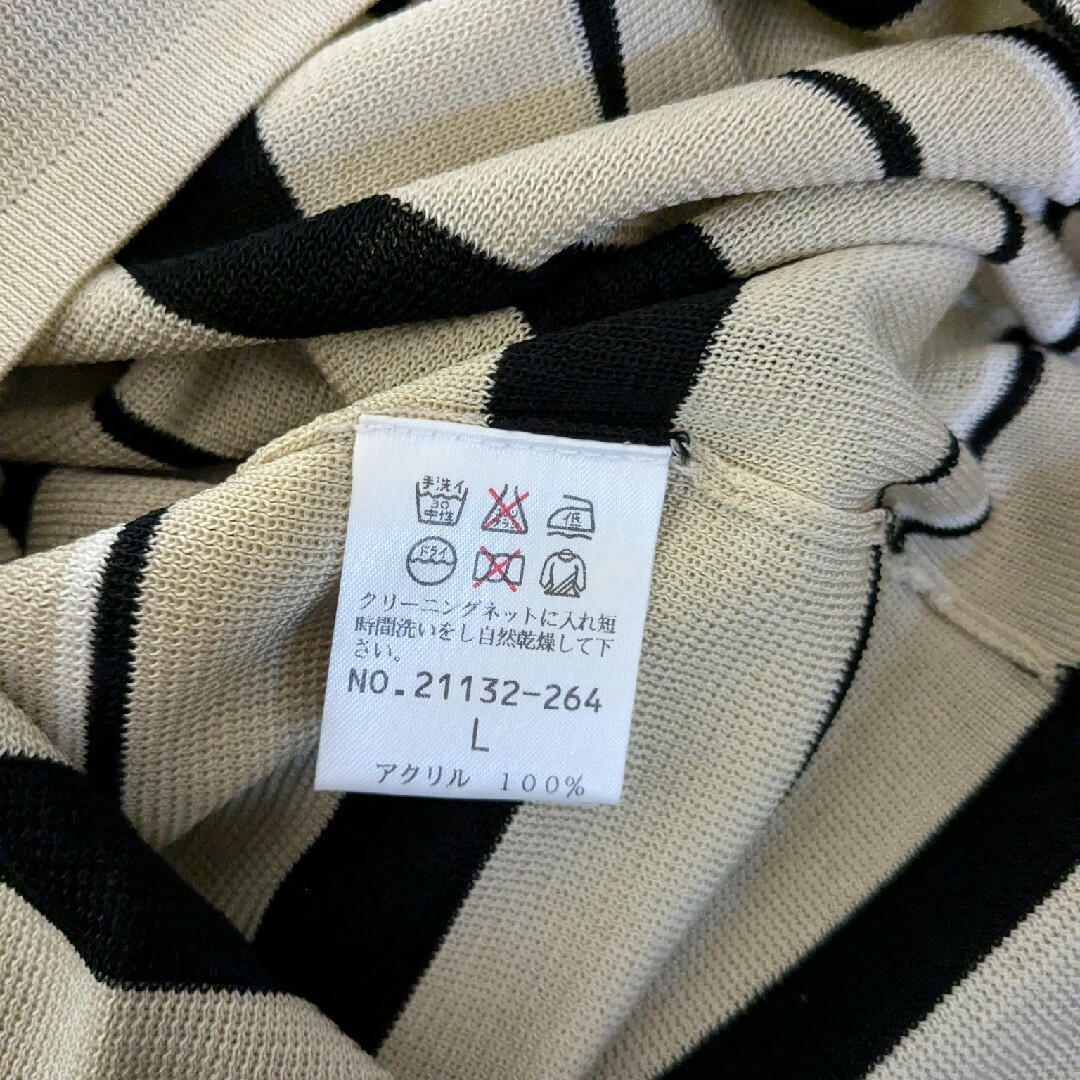 手洗イ
30
中性
低
ドライ
クリーニングネットに入れ短
時間洗いをし自然乾燥して下
さい。
NO.21132-264
L
アクリル 100%